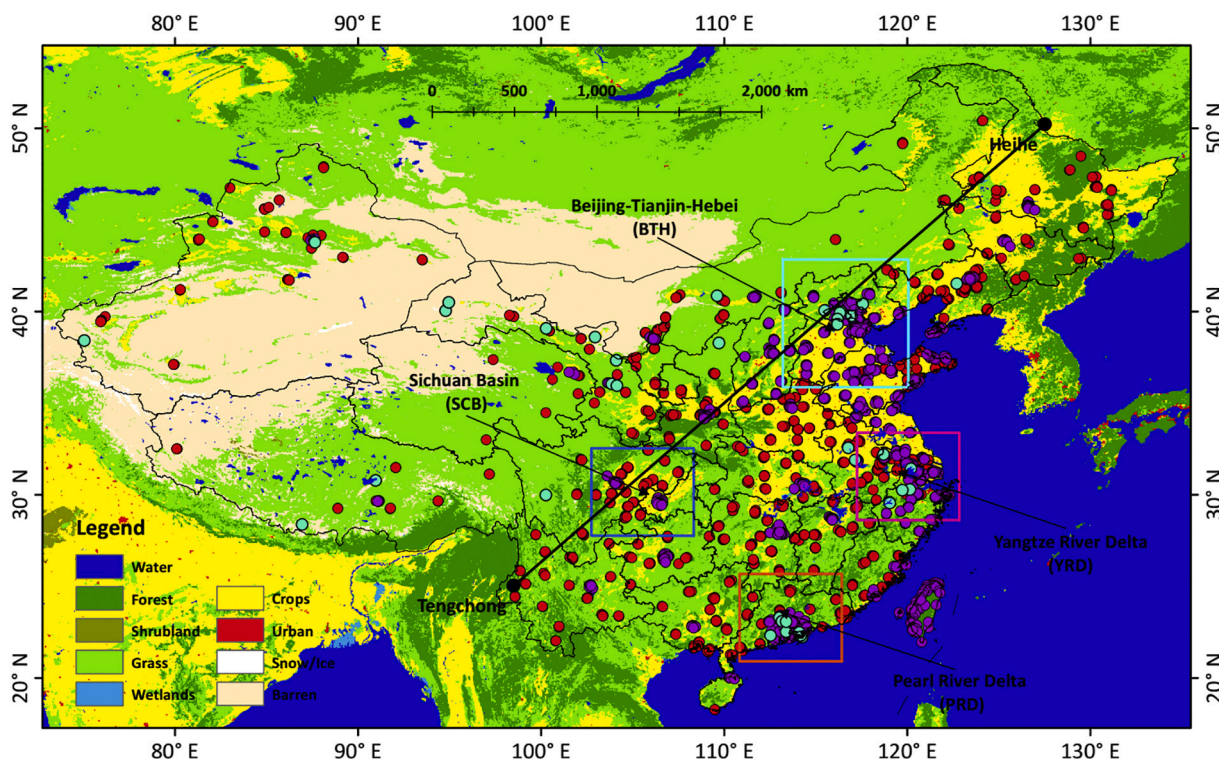 80° E 90° E 100° E 110° E 120° E 130° E
0 500 1,000 2,000 km
50° N 50° N
Heihe
Beijing-Tianjin-Hebei
(BTH)
40° N 40° N
Sichuan Basin
(SCB)
30° N 30° N
Legend
Yangtze River Delta
(YRD)
Water
Tengchong
Forest Crops
Shrubland Urban
Grass Snow/Ice
Wetlands Barren
20° N 20° N
Pearl River Delta
(PRD)
80° E 90° E 100° E 110° E 120° E 130° E